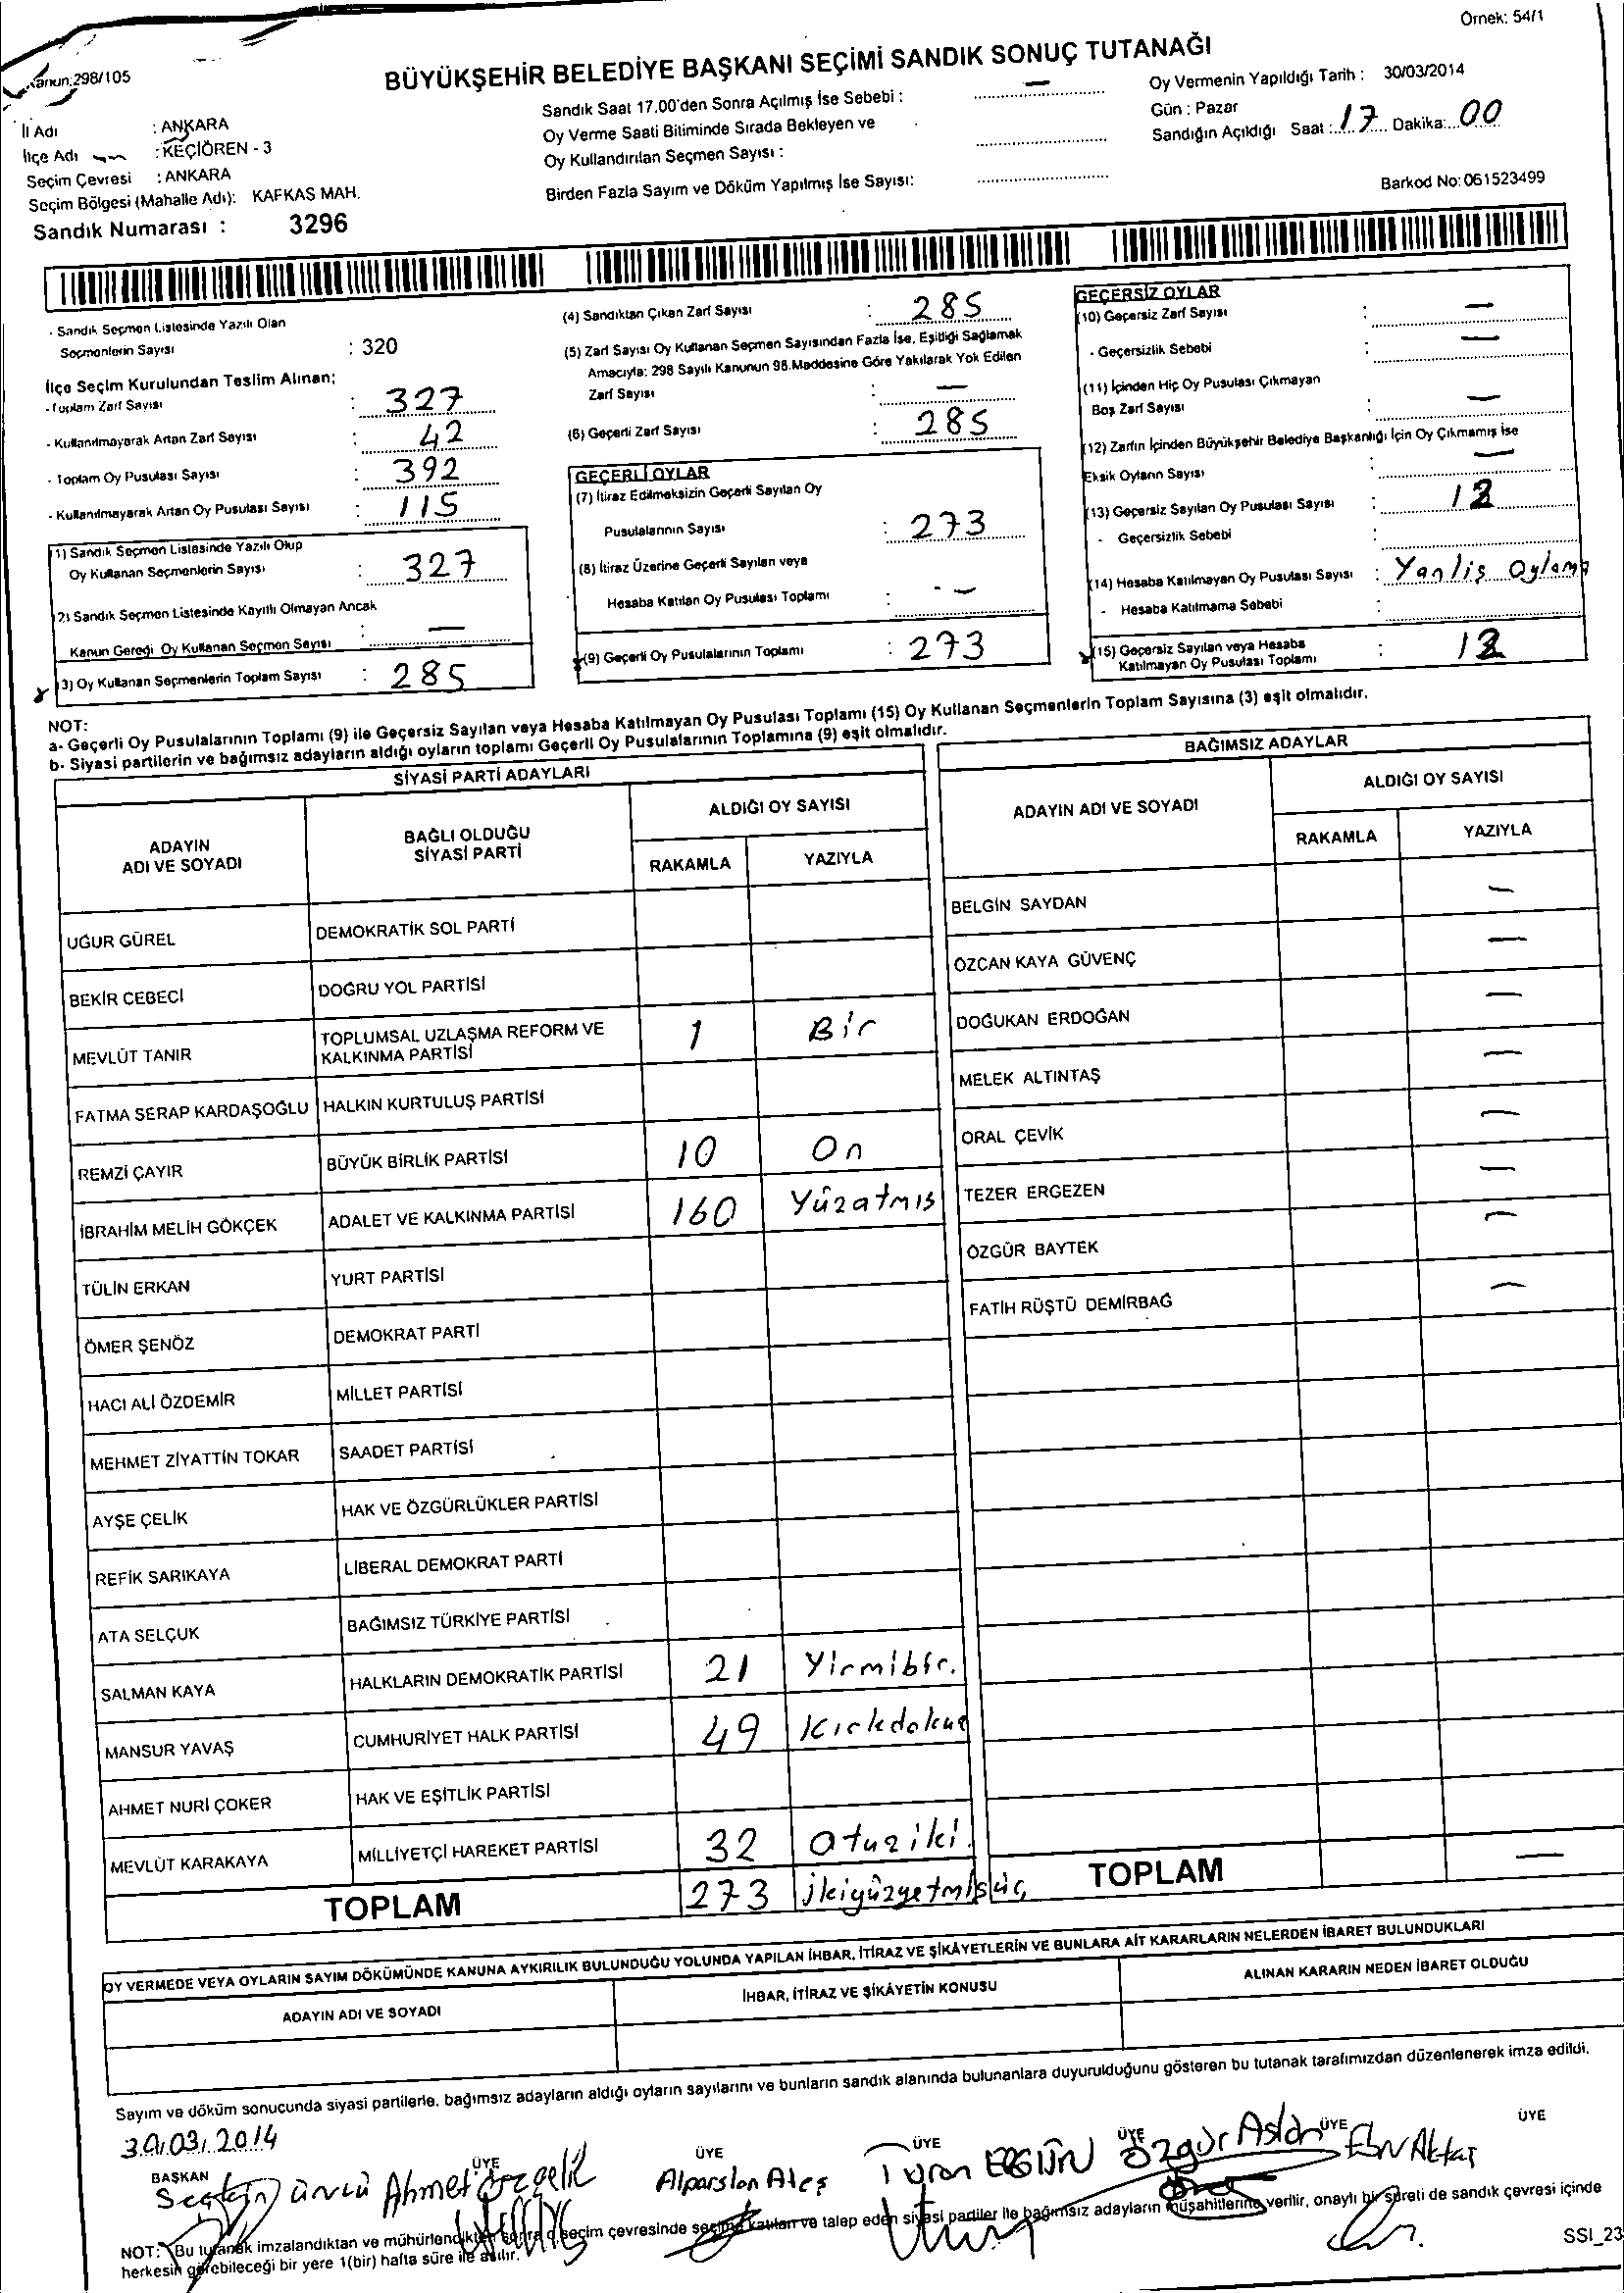 Örnek: 54/1
Kanun:298/105
BÜYÜKŞEHİR BELEDİYE BAŞKANI SEÇİMİ SANDIK SONUÇ TUTANAĞI
İl Adı : ANKARA
İlçe Adı : KEÇİÖREN - 3
Seçim Çevresi : ANKARA
Seçim Bölgesi (Mahalle Adı): KAFKAS MAH.
Sandık Numarası : 3296
Sandık Saat 17.00'den Sonra Açılmış İse Sebebi : —
Oy Verme Saati Bitiminde Sırada Bekleyen ve
Oy Kullandırılan Seçmen Sayısı :
Birden Fazla Sayım ve Döküm Yapılmış İse Sayısı:
Oy Vermenin Yapıldığı Tarih : 30/03/2014
Gün : Pazar
Sandığın Açıldığı Saat : 17 Dakika: 00
Barkod No: 061523499
- Sandık Seçmen Listesinde Yazılı Olan
Seçmenlerin Sayısı : 320
İlçe Seçim Kurulundan Teslim Alınan:
- Toplam Zarf Sayısı : 327
- Kullanılmayarak Artan Zarf Sayısı : 42
- Toplam Oy Pusulası Sayısı : 392
- Kullanılmayarak Artan Oy Pusulası Sayısı : 115
(1) Sandık Seçmen Listesinde Yazılı Olup
Oy Kullanan Seçmenlerin Sayısı : 327
(2) Sandık Seçmen Listesinde Kayıtlı Olmayan Ancak
Kanun Gereği Oy Kullanan Seçmen Sayısı : —
(3) Oy Kullanan Seçmenlerin Toplam Sayısı : 285
(4) Sandıktan Çıkan Zarf Sayısı : 285
(5) Zarf Sayısı Oy Kullanan Seçmen Sayısından Fazla İse, Eşitliği Sağlamak
Amacıyla: 298 Sayılı Kanunun 98.Maddesine Göre Yakılarak Yok Edilen
Zarf Sayısı : —
(6) Geçerli Zarf Sayısı : 285
GEÇERLİ OYLAR
(7) İtiraz Edilmeksizin Geçerli Sayılan Oy
Pusulalarının Sayısı : 273
(8) İtiraz Üzerine Geçerli Sayılan veya
Hesaba Katılan Oy Pusulası Toplamı : - —
(9) Geçerli Oy Pusulalarının Toplamı : 273
GEÇERSİZ OYLAR
(10) Geçersiz Zarf Sayısı : —
- Geçersizlik Sebebi : —
(11) İçinden Hiç Oy Pusulası Çıkmayan
Boş Zarf Sayısı : —
(12) Zarfın İçinden Büyükşehir Belediye Başkanlığı İçin Oy Çıkmamış İse
Eksik Oyların Sayısı : —
(13) Geçersiz Sayılan Oy Pusulası Sayısı : 12
- Geçersizlik Sebebi :
(14) Hesaba Katılmayan Oy Pusulası Sayısı : Yanlış Oylama
- Hesaba Katılmama Sebebi :
(15) Geçersiz Sayılan veya Hesaba
Katılmayan Oy Pusulası Toplamı : 12
NOT:
a- Geçerli Oy Pusulalarının Toplamı (9) ile Geçersiz Sayılan veya Hesaba Katılmayan Oy Pusulası Toplamı (15) Oy Kullanan Seçmenlerin Toplam Sayısına (3) eşit olmalıdır.
b- Siyasi partilerin ve bağımsız adayların aldığı oyların toplamı Geçerli Oy Pusulalarının Toplamına (9) eşit olmalıdır.
SİYASİ PARTİ ADAYLARI
ADAYIN ADI VE SOYADI BAĞLI OLDUĞU SİYASİ PARTİ ALDIĞI OY SAYISI
RAKAMLA YAZIYLA
UĞUR GÜREL DEMOKRATİK SOL PARTİ
BEKİR CEBECİ DOĞRU YOL PARTİSİ
MEVLÜT TANIR TOPLUMSAL UZLAŞMA REFORM VE KALKINMA PARTİSİ 1 Bir
FATMA SERAP KARDAŞOĞLU HALKIN KURTULUŞ PARTİSİ
REMZİ ÇAYIR BÜYÜK BİRLİK PARTİSİ 10 On
İBRAHİM MELİH GÖKÇEK ADALET VE KALKINMA PARTİSİ 160 Yüzatmıs
TÜLİN ERKAN YURT PARTİSİ
ÖMER ŞENÖZ DEMOKRAT PARTİ
HACI ALİ ÖZDEMİR MİLLET PARTİSİ
MEHMET ZİYATTİN TOKAR SAADET PARTİSİ
AYŞE ÇELİK HAK VE ÖZGÜRLÜKLER PARTİSİ
REFİK SARIKAYA LİBERAL DEMOKRAT PARTİ
ATA SELÇUK BAĞIMSIZ TÜRKİYE PARTİSİ
SALMAN KAYA HALKLARIN DEMOKRATİK PARTİSİ 21 Yirmibir.
MANSUR YAVAŞ CUMHURİYET HALK PARTİSİ 49 Kırkdokuz
AHMET NURİ ÇOKER HAK VE EŞİTLİK PARTİSİ
MEVLÜT KARAKAYA MİLLİYETÇİ HAREKET PARTİSİ 32 Otuziki.
TOPLAM 273 İkiyüzyetmişüç
BAĞIMSIZ ADAYLAR
ADAYIN ADI VE SOYADI ALDIĞI OY SAYISI
RAKAMLA YAZIYLA
BELGİN SAYDAN —
ÖZCAN KAYA GÜVENÇ —
DOĞUKAN ERDOĞAN —
MELEK ALTINTAŞ —
ORAL ÇEVİK —
TEZER ERGEZEN —
ÖZGÜR BAYTEK —
FATİH RÜŞTÜ DEMİRBAĞ —
TOPLAM —
OY VERMEDE VEYA OYLARIN SAYIM DÖKÜMÜNDE KANUNA AYKIRILIK BULUNDUĞU YOLUNDA YAPILAN İHBAR, İTİRAZ VE ŞİKÂYETLERİN VE BUNLARA AİT KARARLARIN NELERDEN İBARET BULUNDUKLARI
ADAYIN ADI VE SOYADI İHBAR, İTİRAZ VE ŞİKÂYETİN KONUSU ALINAN KARARIN NEDEN İBARET OLDUĞU
Sayım ve döküm sonucunda siyasi partilerle, bağımsız adayların aldığı oyların sayılarını ve bunların sandık alanında bulunanlara duyurulduğunu gösteren bu tutanak tarafımızdan düzenlenerek imza edildi.
30.03.2014
BAŞKAN ÜYE ÜYE ÜYE ÜYE ÜYE ÜYE
Ahmet Özçelik Alparslan Ateş Turan ERGÜN Özgür Aslan
NOT: Bu tutanak imzalandıktan ve mühürlendikten sonra o seçim çevresinde seçime katılan ve talep eden siyasi partiler ile bağımsız adayların müşahitlerine verilir, onaylı bir sureti de sandık çevresi içinde
herkesin görebileceği bir yere 1(bir) hafta süre ile asılır.
SSI_23